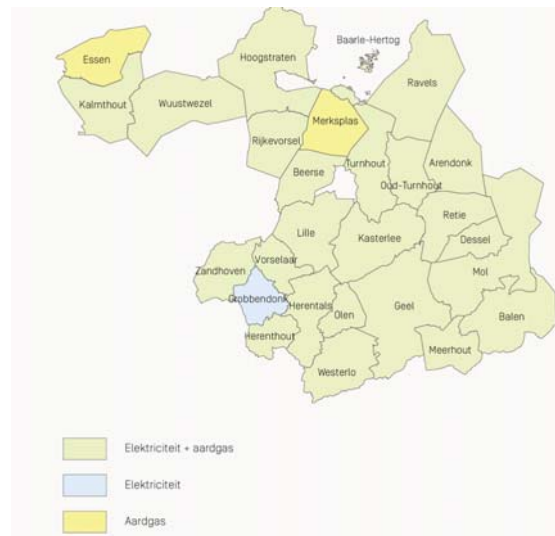 Baarle-Hertog
Hoogstraten
Essen
Ravels
Kalmthout
Wuustwezel
Merksplas
Rijkevorsel
Turnhout
Arendonk
Beerse
Oud-Turnhout
Retie
Lille
Kasterlee
Dessel
Vorselaar
Zandhoven
Mol
Grobbendonk
Herentals
Geel
Olen
Balen
Herenthout
Meerhout
Westerlo
Elektriciteit + aardgas
Elektriciteit
Aardgas